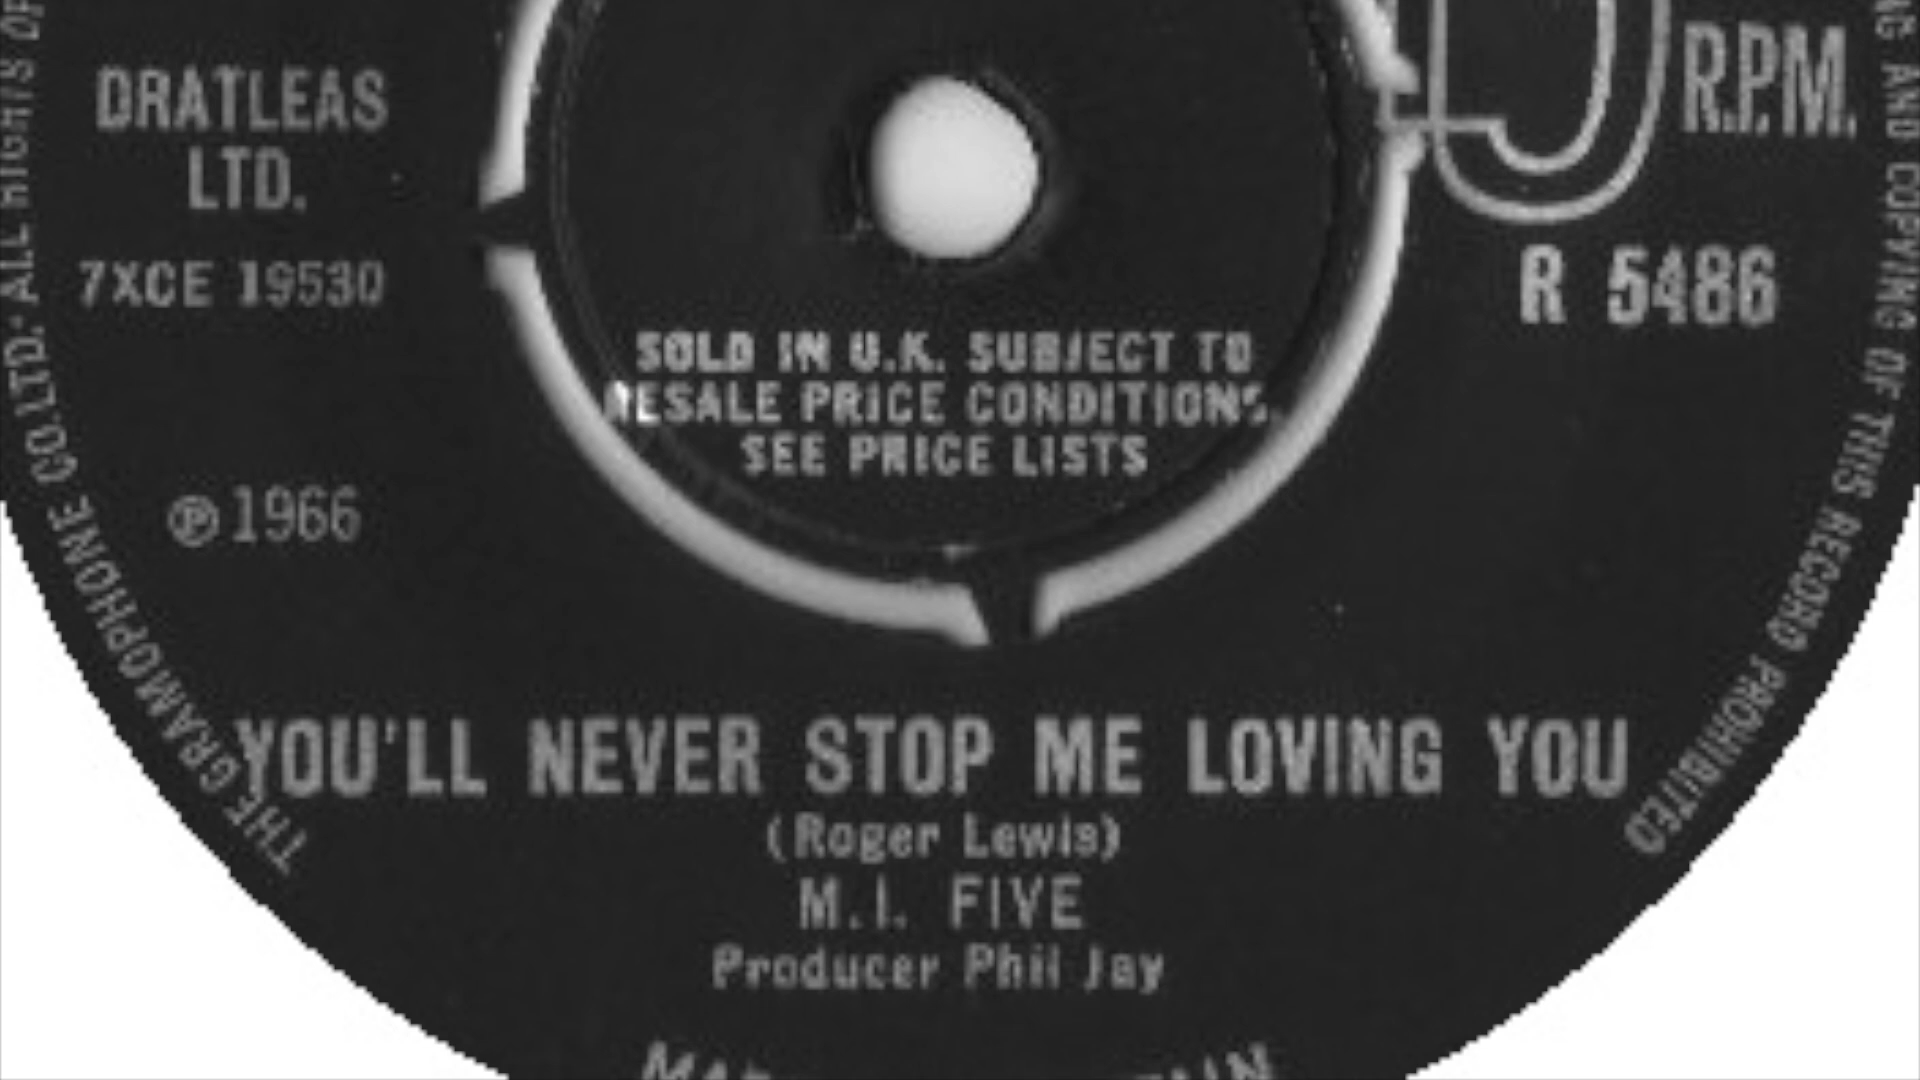 DRATLEAS
LTD.
7XCE 19530
℗ 1966
R.P.M.
R 5486
SOLD IN U.K. SUBJECT TO
RESALE PRICE CONDITIONS.
SEE PRICE LISTS
YOU'LL NEVER STOP ME LOVING YOU
(Roger Lewis)
M.I. FIVE
Producer Phil Jay
THE GRAMOPHONE CO. LTD. ALL RIGHTS OF
AND COPYING OF THIS RECORD PROHIBITED